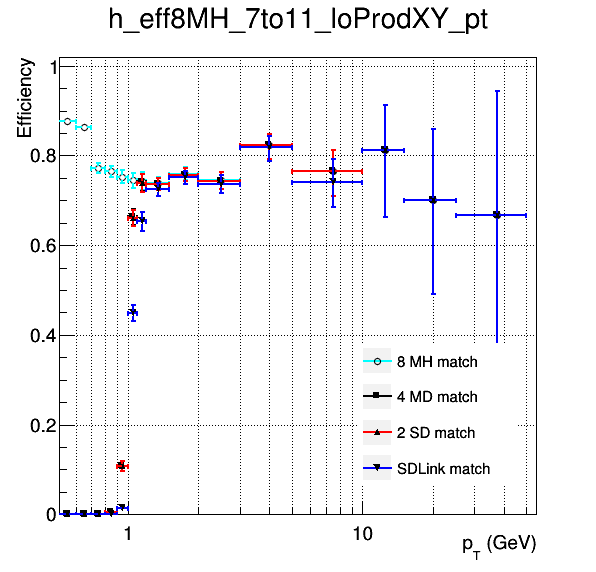 h_eff8MH_7to11_loProdXY_pt
Efficiency
1
0.8
0.6
0.4
0.2
0
8 MH match
4 MD match
2 SD match
SDLink match
1
10
p_T (GeV)